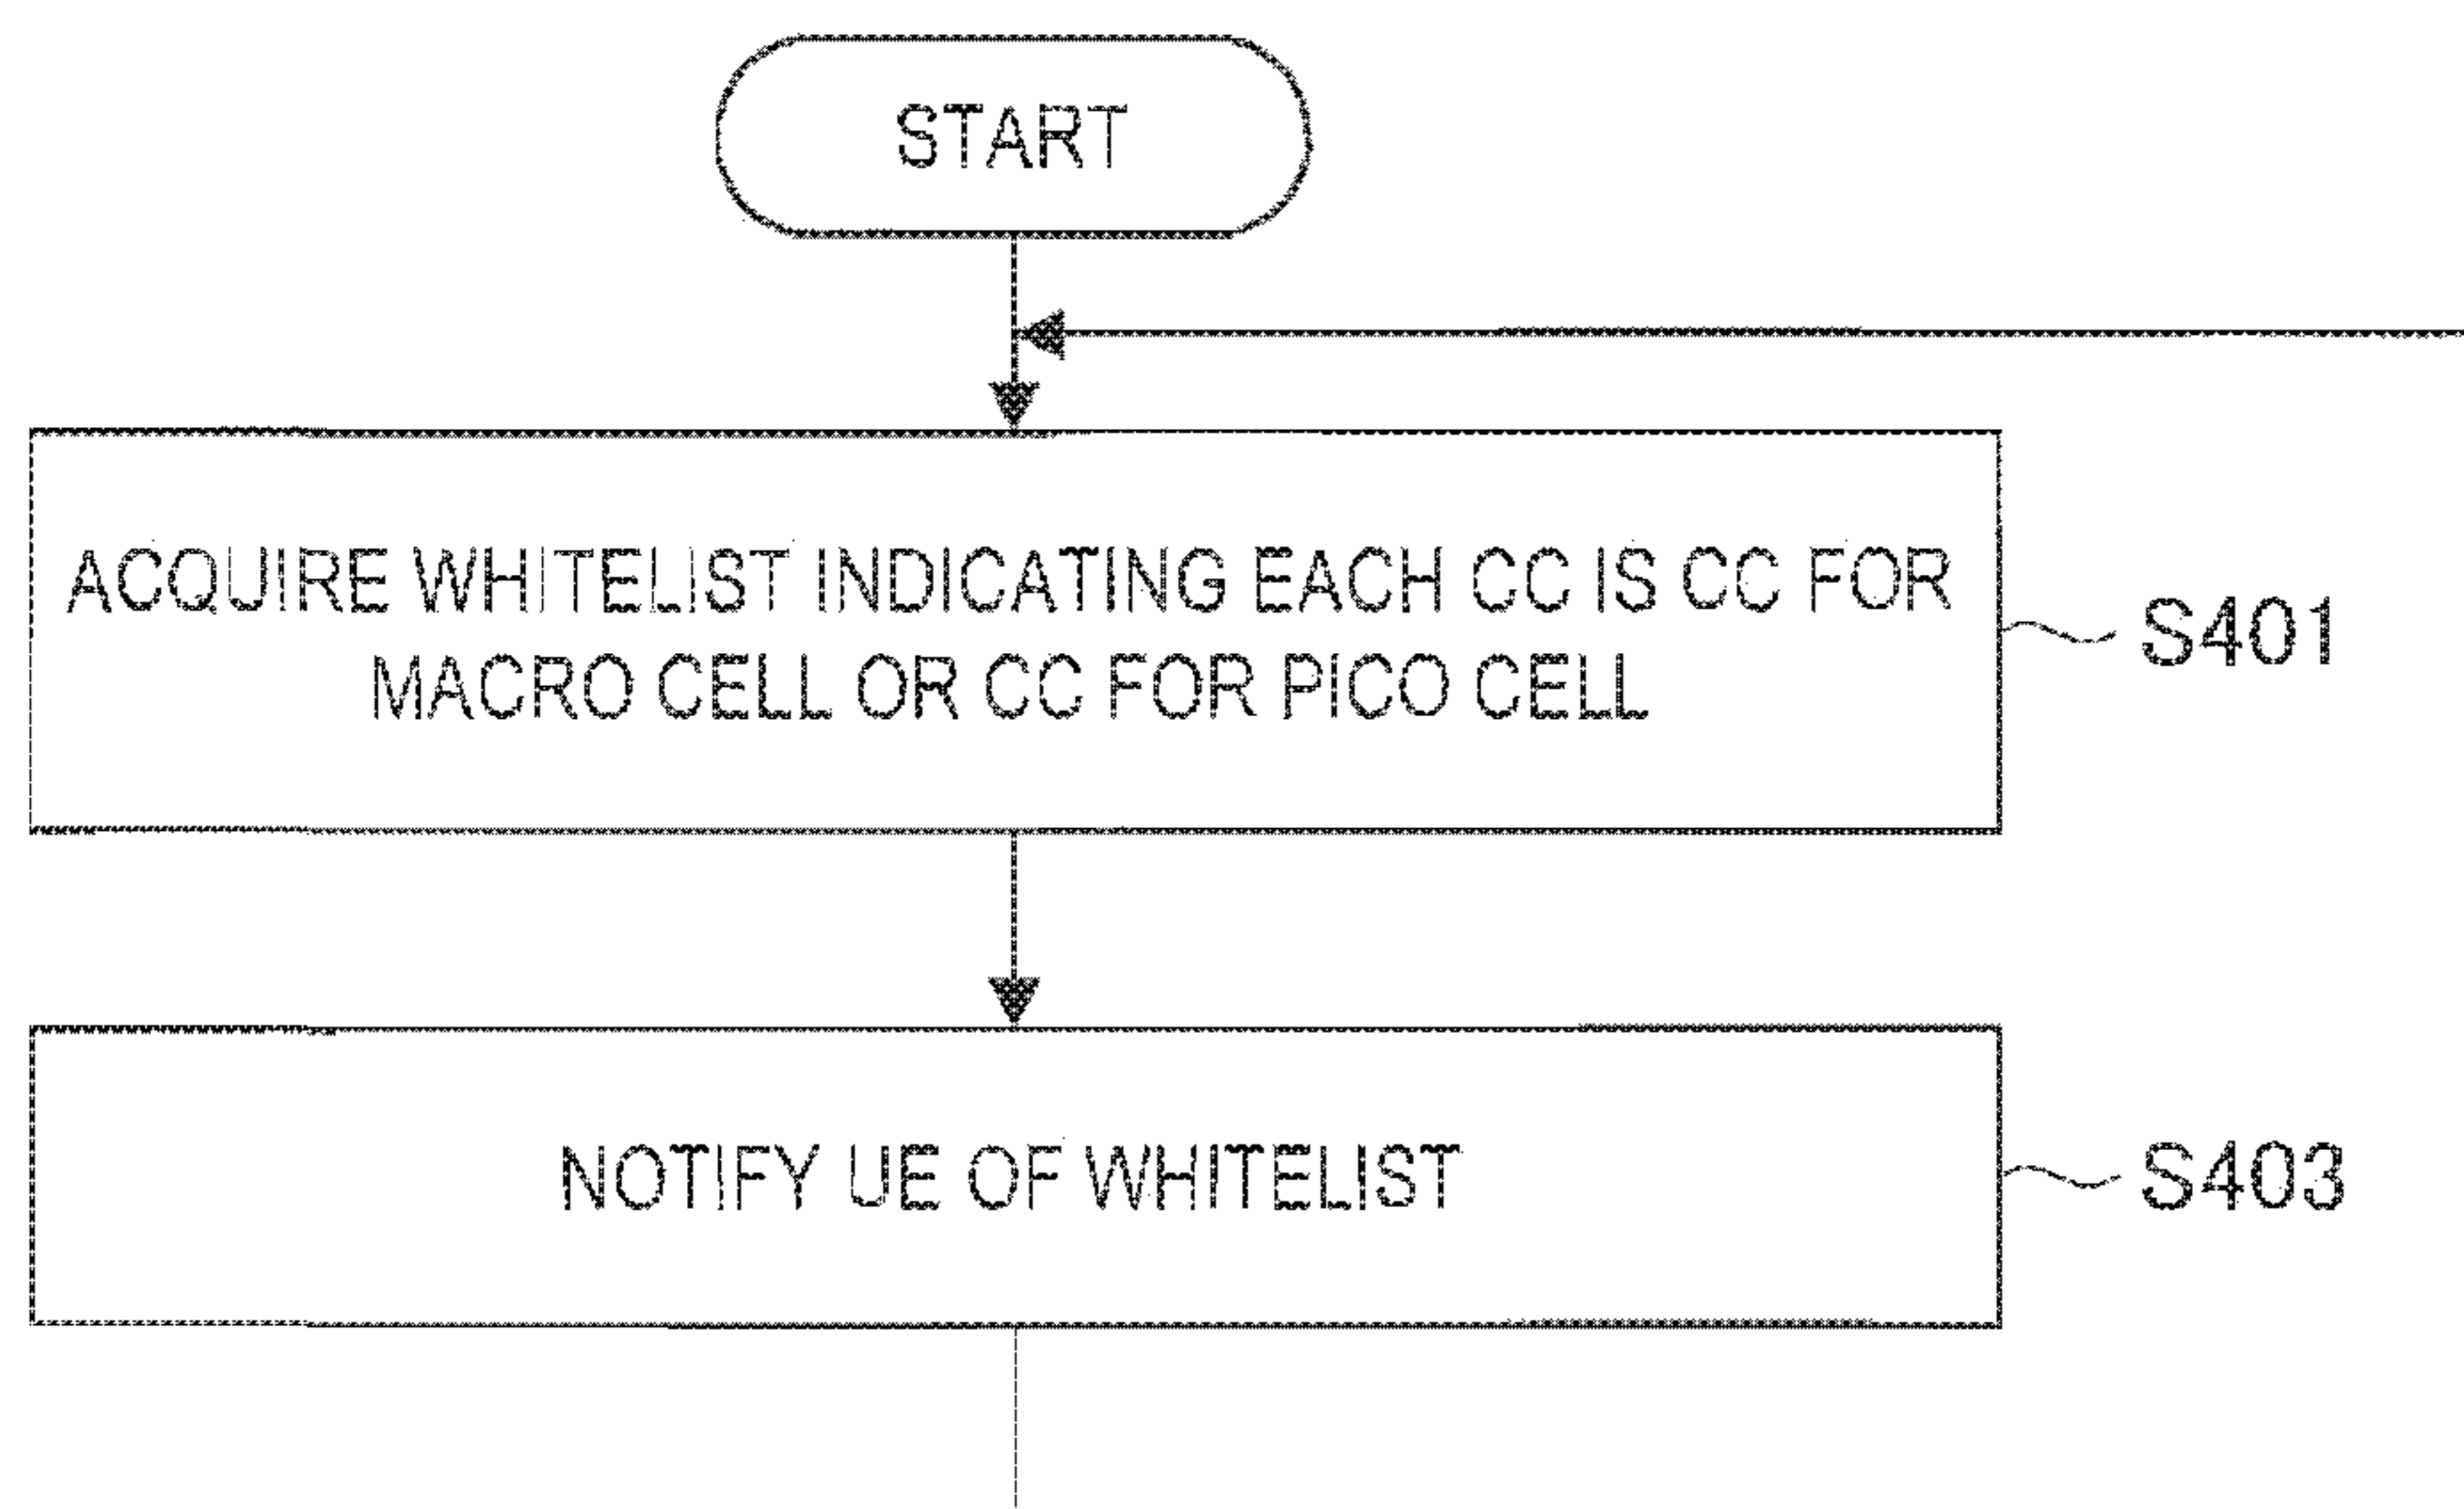 START
ACQUIRE WHITELIST INDICATING EACH CC IS CC FOR
MACRO CELL OR CC FOR PICO CELL
S401
NOTIFY UE OF WHITELIST
S403